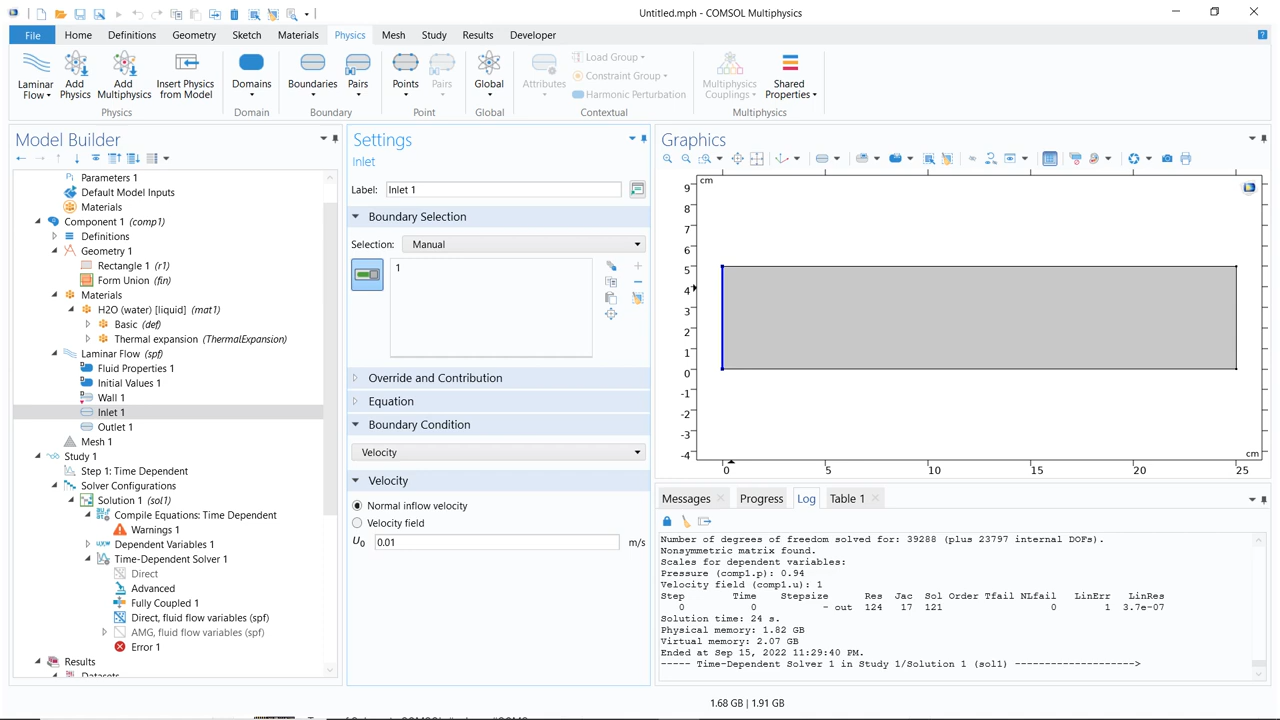 Untitled.mph - COMSOL Multiphysics
File Home Definitions Geometry Sketch Materials Physics Mesh Study Results Developer
Laminar Flow
Add Physics
Add Multiphysics
Insert Physics from Model
Domains
Boundaries
Pairs
Points
Pairs
Global
Attributes
Load Group
Constraint Group
Harmonic Perturbation
Multiphysics Couplings
Shared Properties
Physics Domain Boundary Point Global Contextual Multiphysics
Model Builder
Parameters 1
Default Model Inputs
Materials
Component 1 (comp1)
Definitions
Geometry 1
Rectangle 1 (r1)
Form Union (fin)
Materials
H2O (water) [liquid] (mat1)
Basic (def)
Thermal expansion (ThermalExpansion)
Laminar Flow (spf)
Fluid Properties 1
Initial Values 1
Wall 1
Inlet 1
Outlet 1
Mesh 1
Study 1
Step 1: Time Dependent
Solver Configurations
Solution 1 (sol1)
Compile Equations: Time Dependent
Warnings 1
Dependent Variables 1
Time-Dependent Solver 1
Direct
Advanced
Fully Coupled 1
Direct, fluid flow variables (spf)
AMG, fluid flow variables (spf)
Error 1
Results
Settings
Inlet
Label: Inlet 1
Boundary Selection
Selection: Manual
1
Override and Contribution
Equation
Boundary Condition
Velocity
Velocity
Normal inflow velocity
Velocity field
U0 0.01 m/s
Graphics
cm
9
8
7
6
5
4
3
2
1
0
-1
-2
-3
-4
cm
0 5 10 15 20 25
Messages Progress Log Table 1
Number of degrees of freedom solved for: 39288 (plus 23797 internal DOFs).
Nonsymmetric matrix found.
Scales for dependent variables:
Pressure (comp1.p): 0.94
Velocity field (comp1.u): 1
Step Time Stepsize Res Jac Sol Order Tfail NLfail LinErr LinRes
0 0 - out 124 17 121 0 1 3.7e-07
Solution time: 24 s.
Physical memory: 1.82 GB
Virtual memory: 2.07 GB
Ended at Sep 15, 2022 11:29:40 PM.
----- Time-Dependent Solver 1 in Study 1/Solution 1 (sol1) -------------------->
1.68 GB | 1.91 GB